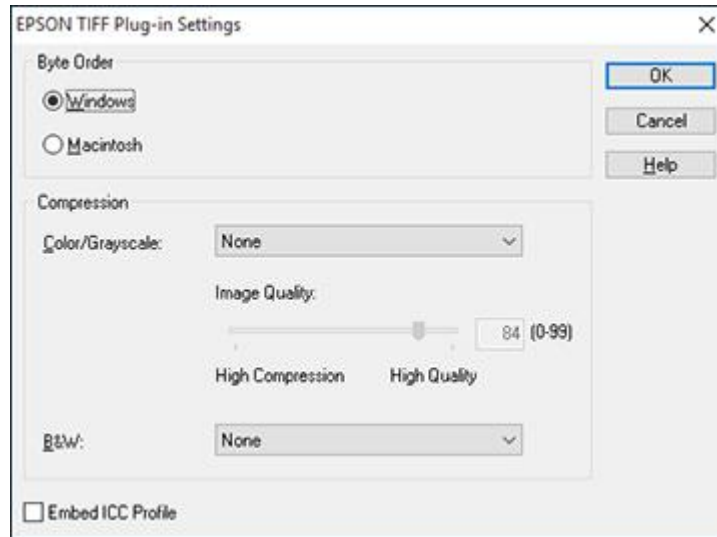 EPSON TIFF Plug-in Settings
Byte Order
Windows
Macintosh
OK
Cancel
Help
Compression
Color/Grayscale: None
Image Quality:
84 (0-99)
High Compression High Quality
B&W: None
Embed ICC Profile